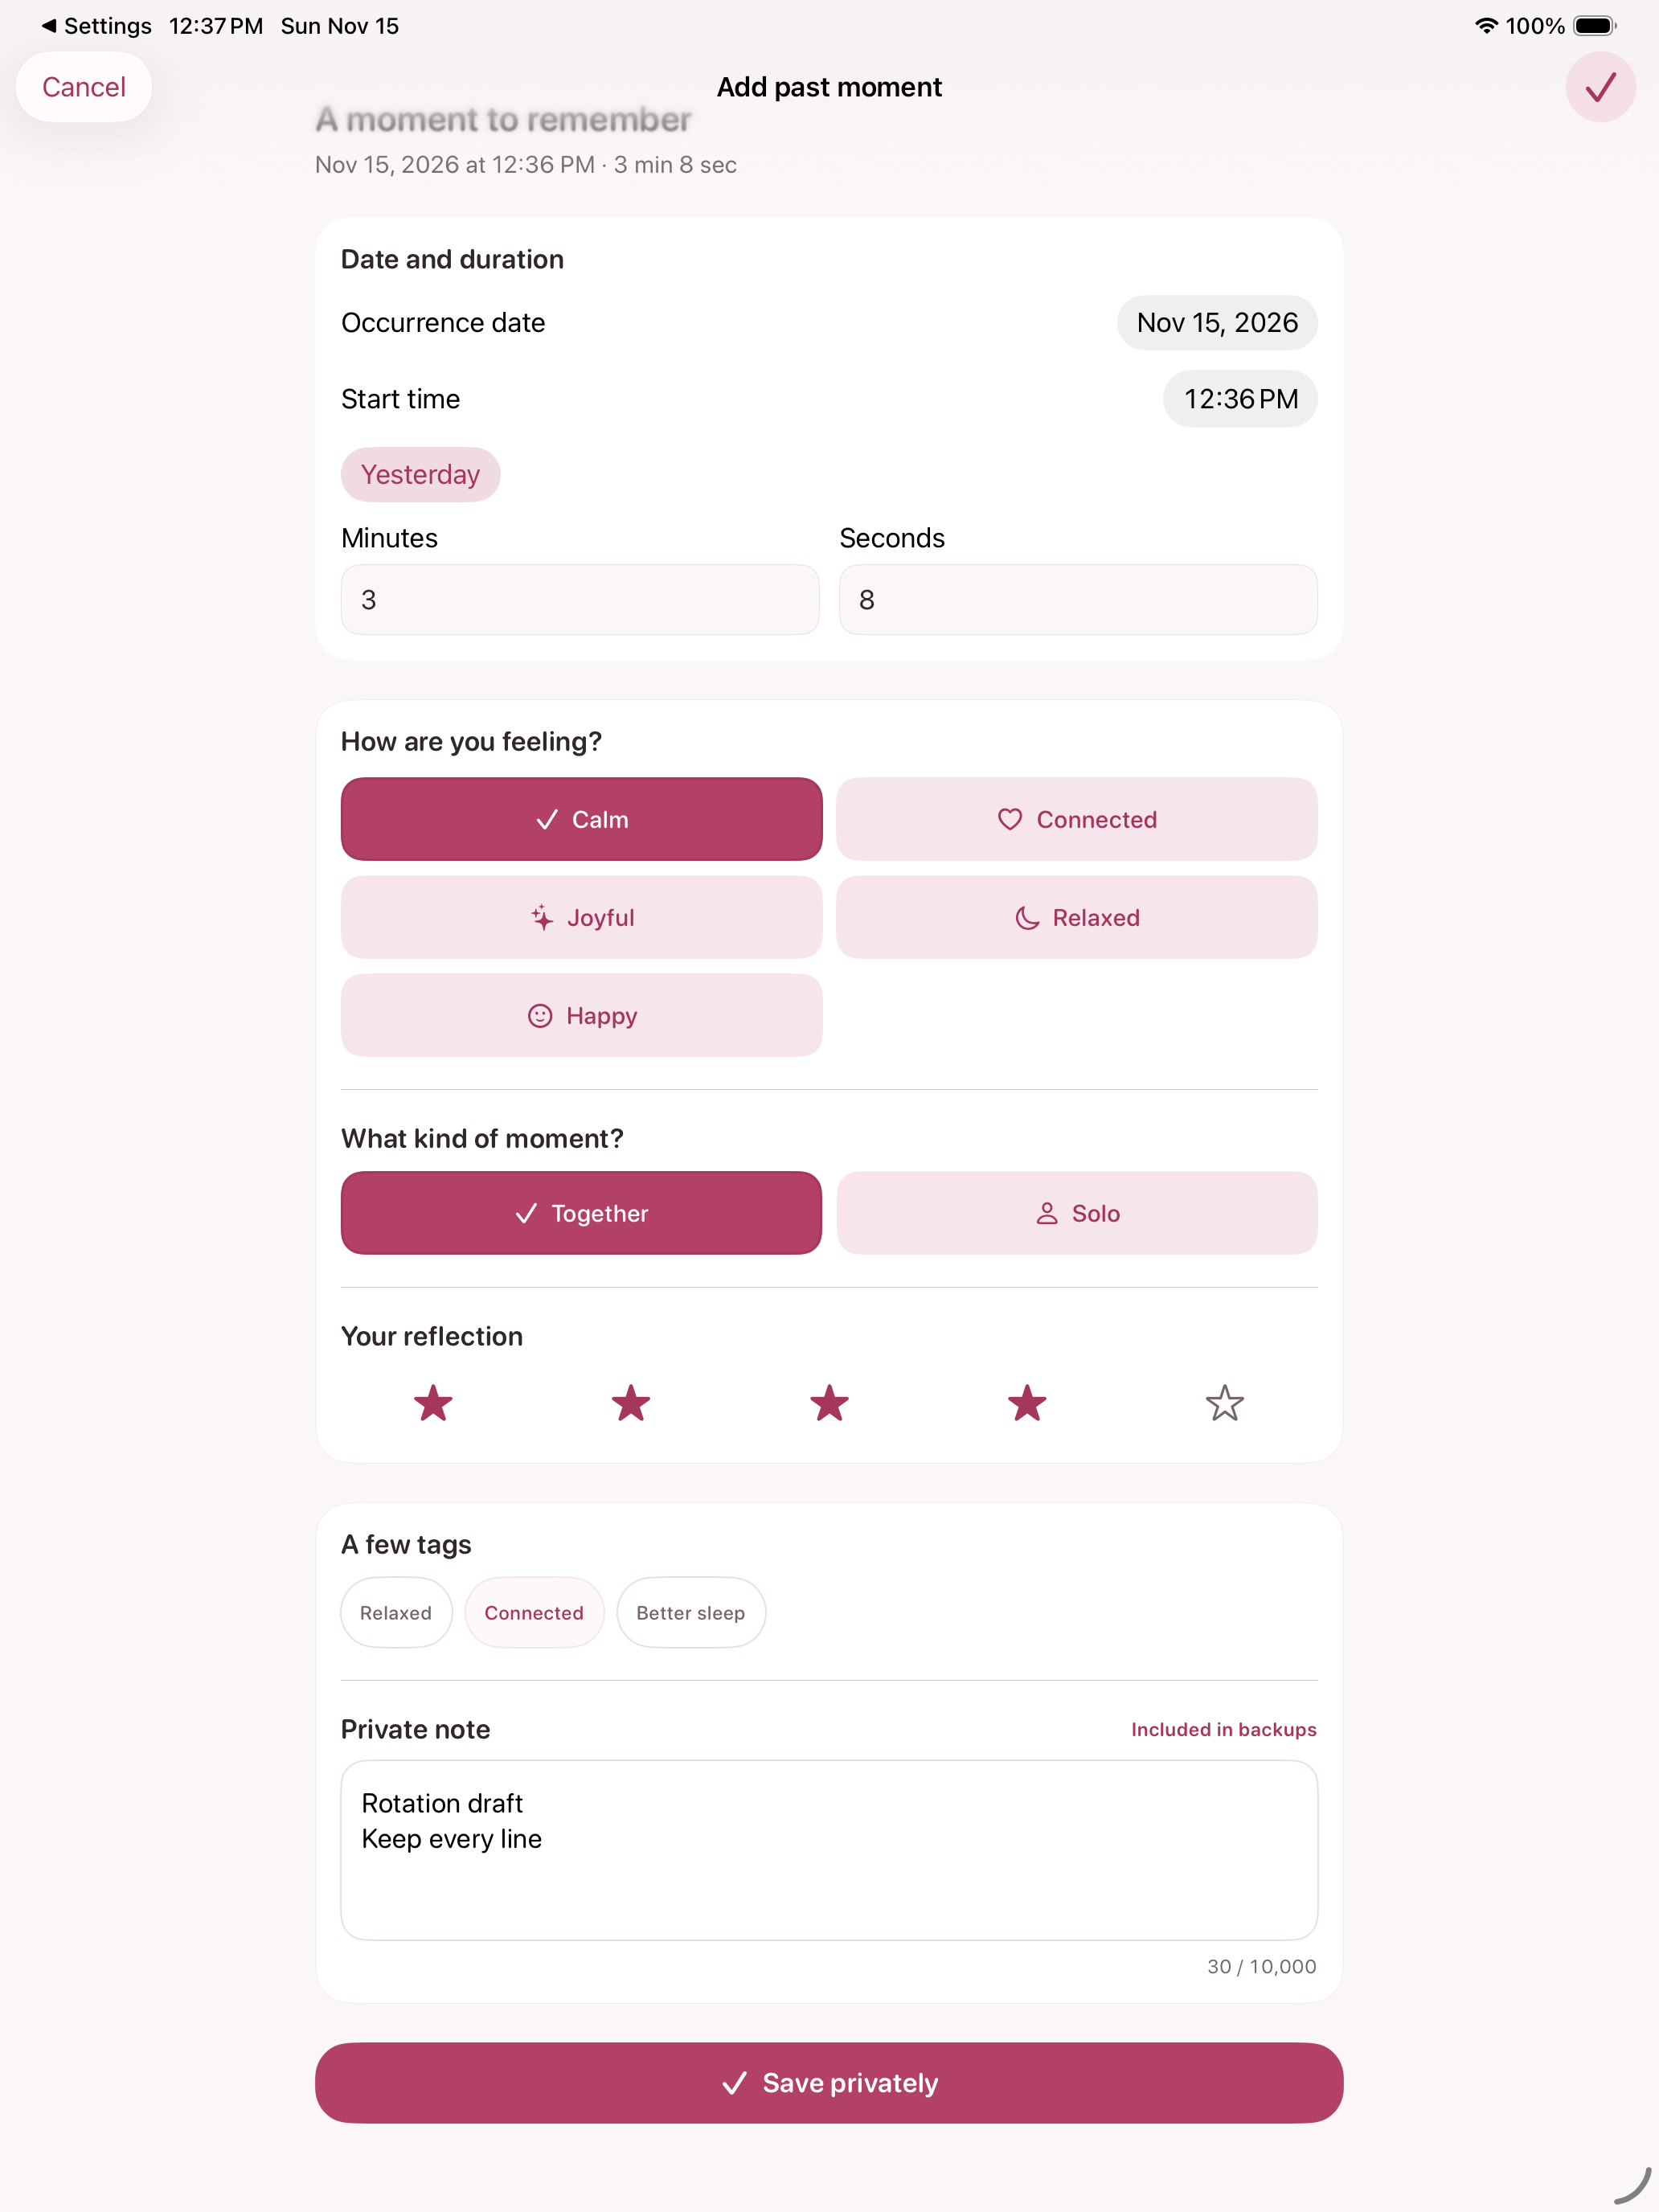 Settings 12:37 PM Sun Nov 15 100%
Cancel Add past moment
A moment to remember
Nov 15, 2026 at 12:36 PM · 3 min 8 sec
Date and duration
Occurrence date Nov 15, 2026
Start time 12:36 PM
Yesterday
Minutes Seconds
3 8
How are you feeling?
Calm Connected
Joyful Relaxed
Happy
What kind of moment?
Together Solo
Your reflection
A few tags
Relaxed Connected Better sleep
Private note Included in backups
Rotation draft
Keep every line
30 / 10,000
Save privately